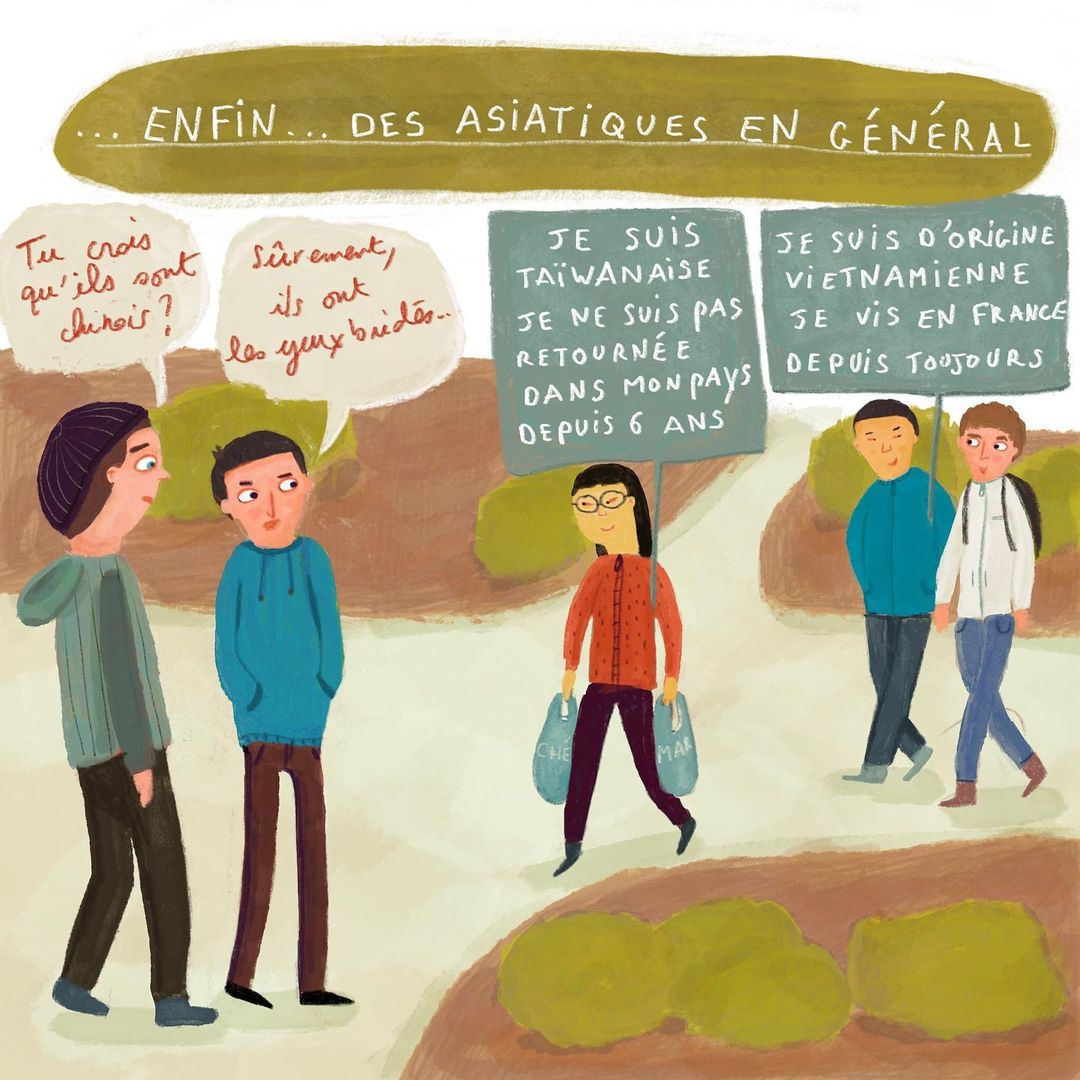 ... ENFIN... DES ASIATIQUES EN GÉNÉRAL
Tu crois
qu'ils sont
chinois ?
Sûrement,
ils ont
les yeux bridés..
JE SUIS
TAÏWANAISE
JE NE SUIS PAS
RETOURNÉE
DANS MON PAYS
DEPUIS 6 ANS
JE SUIS D'ORIGINE
VIETNAMIENNE
JE VIS EN FRANCE
DEPUIS TOUJOURS
CHE
MAR